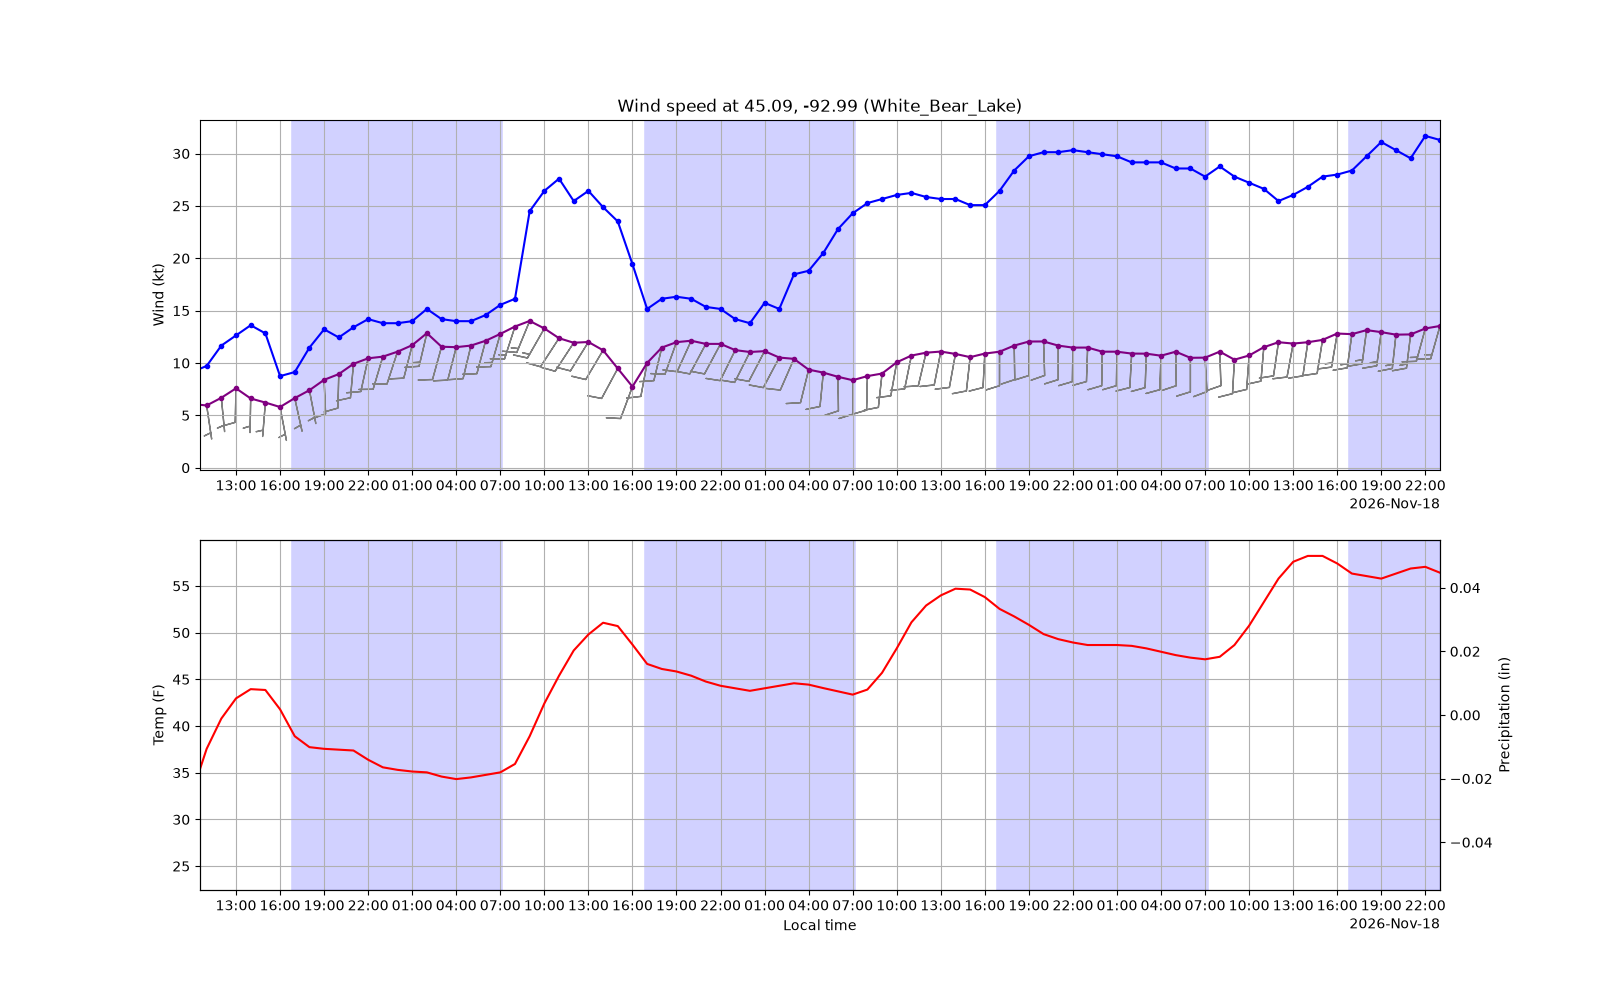 Wind speed at 45.09, -92.99 (White_Bear_Lake)
30
25
20
15
10
5
0
Wind (kt)
13:00 16:00 19:00 22:00 01:00 04:00 07:00 10:00 13:00 16:00 19:00 22:00 01:00 04:00 07:00 10:00 13:00 16:00 19:00 22:00 01:00 04:00 07:00 10:00 13:00 16:00 19:00 22:00
2026-Nov-18
55
50
45
40
35
30
25
Temp (F)
0.04
0.02
0.00
−0.02
−0.04
Precipitation (in)
13:00 16:00 19:00 22:00 01:00 04:00 07:00 10:00 13:00 16:00 19:00 22:00 01:00 04:00 07:00 10:00 13:00 16:00 19:00 22:00 01:00 04:00 07:00 10:00 13:00 16:00 19:00 22:00
Local time
2026-Nov-18